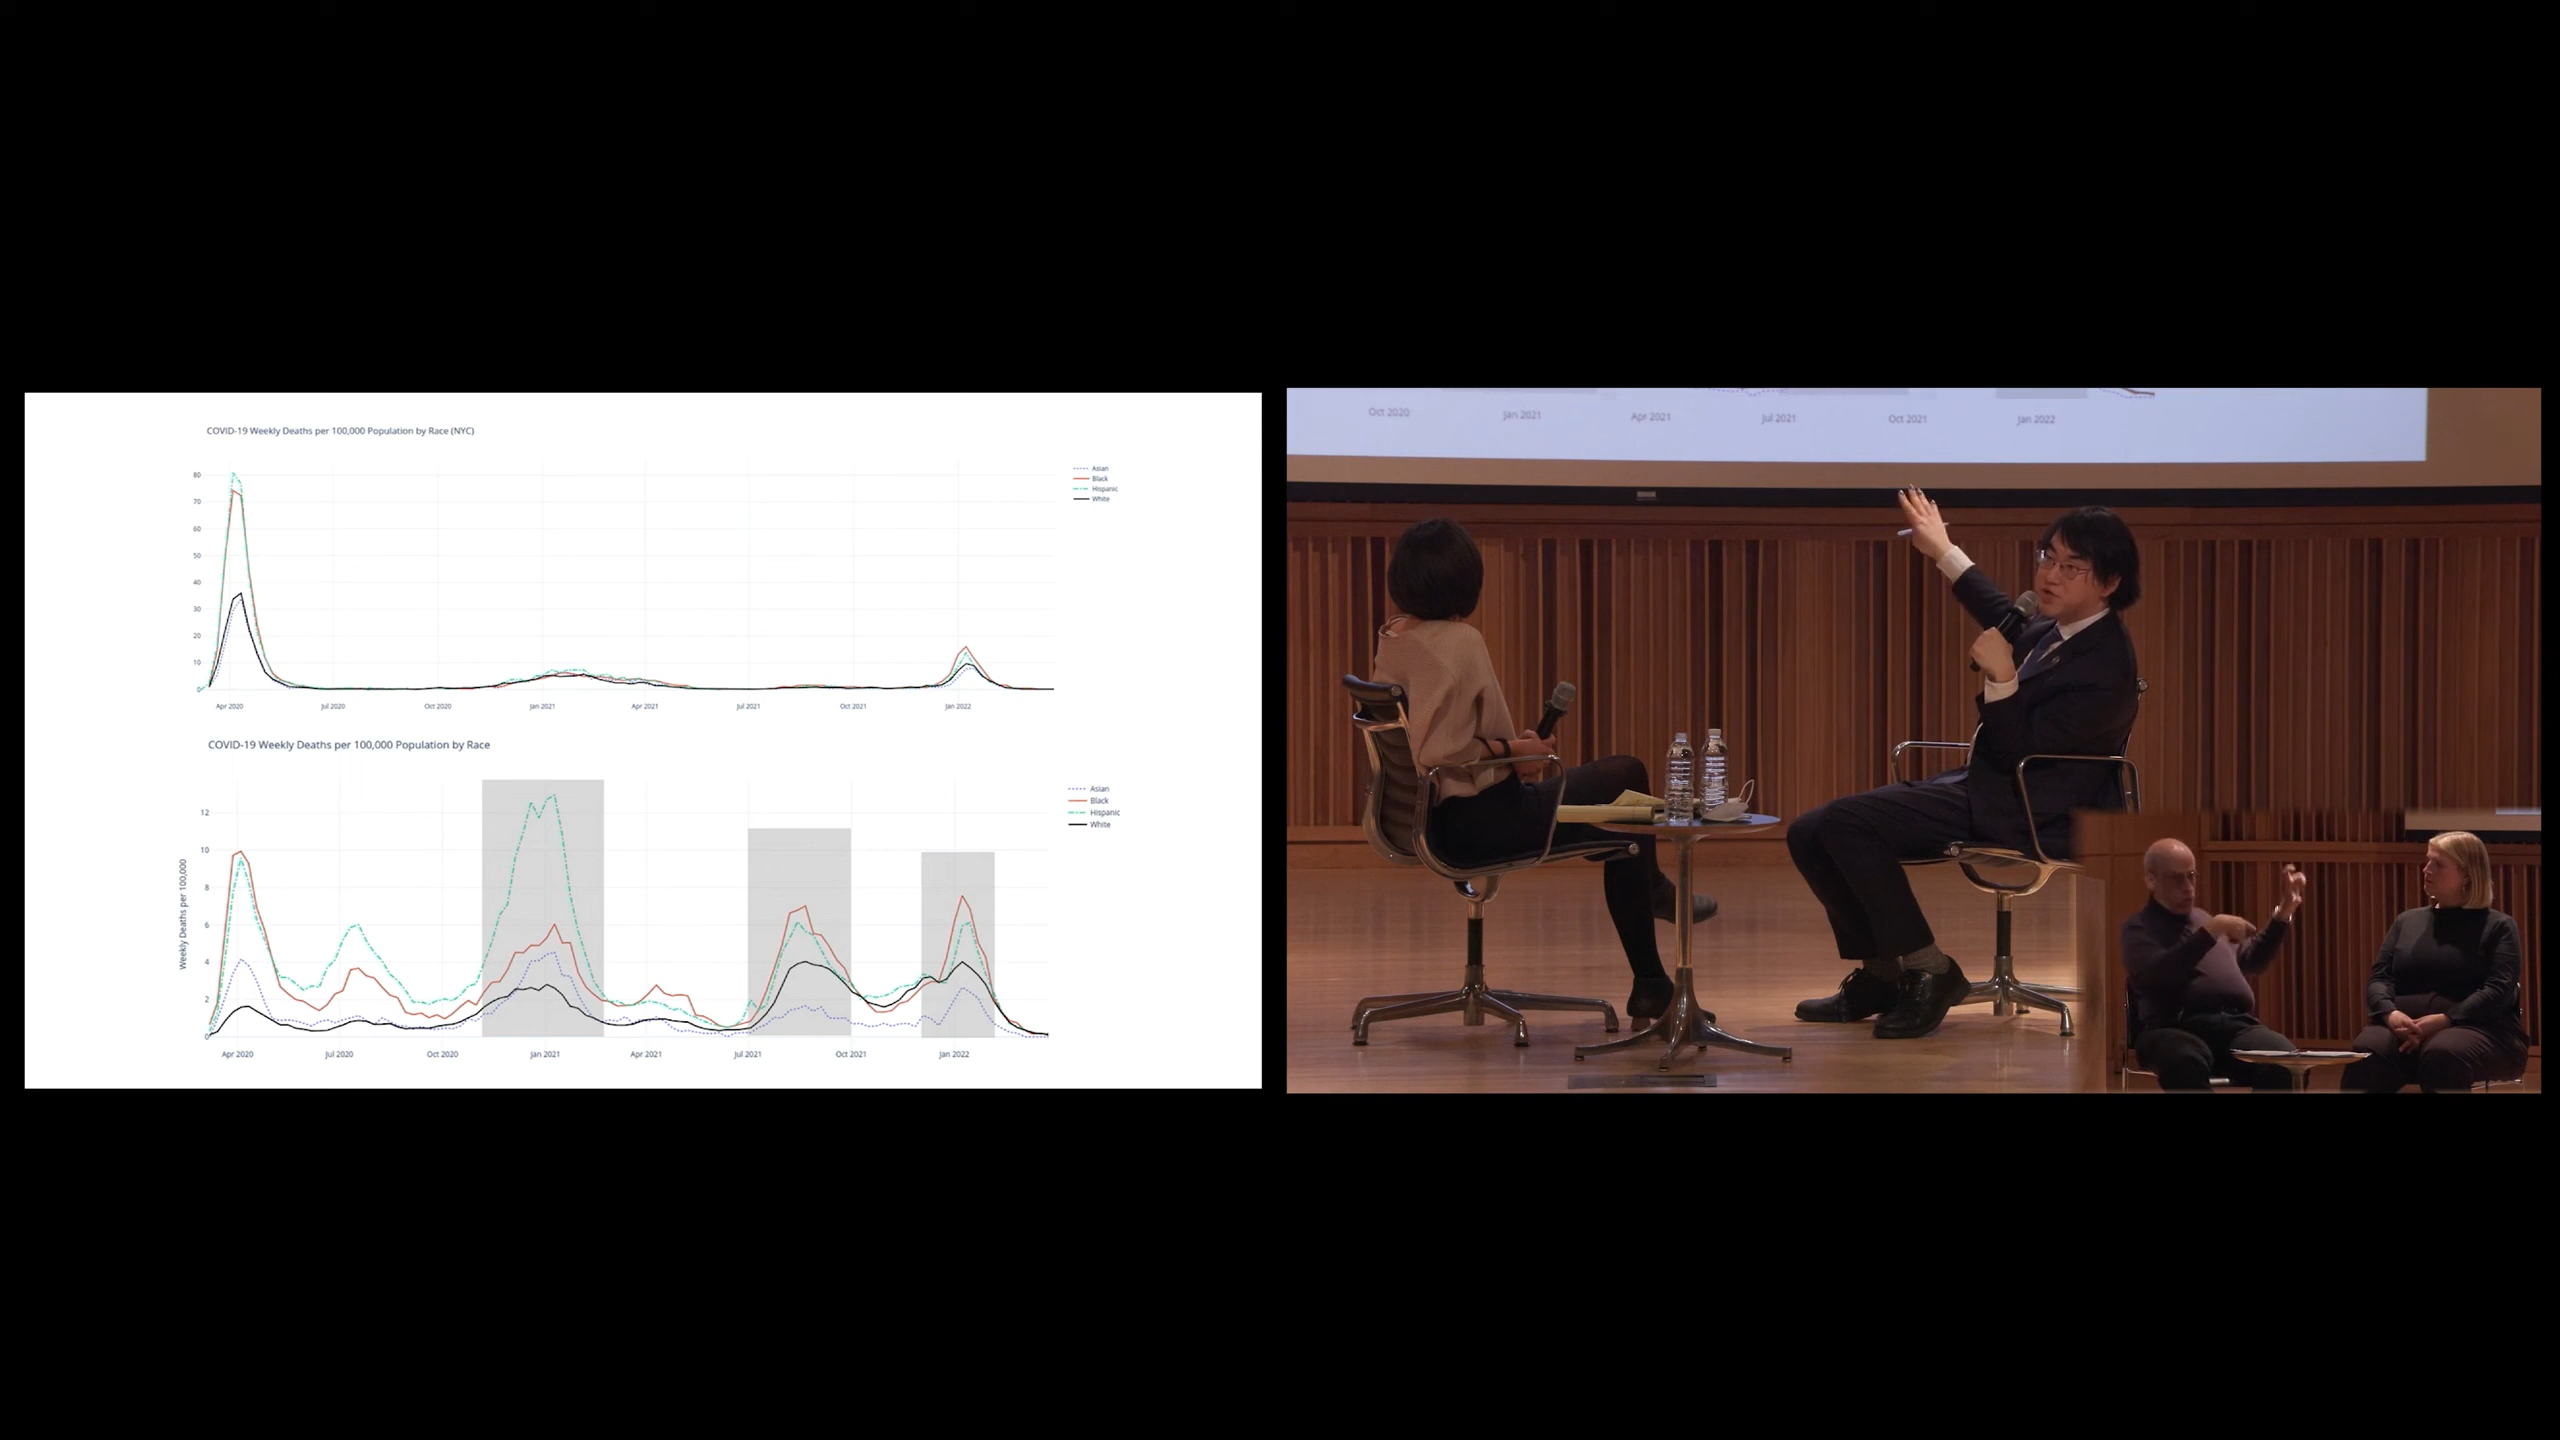 COVID-19 Weekly Deaths per 100,000 Population by Race (NYC)
80
70
60
50
40
30
20
10
0
Apr 2020 Jul 2020 Oct 2020 Jan 2021 Apr 2021 Jul 2021 Oct 2021 Jan 2022
Asian
Black
Hispanic
White
COVID-19 Weekly Deaths per 100,000 Population by Race
Weekly Deaths per 100,000
12
10
8
6
4
2
0
Apr 2020 Jul 2020 Oct 2020 Jan 2021 Apr 2021 Jul 2021 Oct 2021 Jan 2022
Asian
Black
Hispanic
White
Oct 2020 Jan 2021 Apr 2021 Jul 2021 Oct 2021 Jan 2022